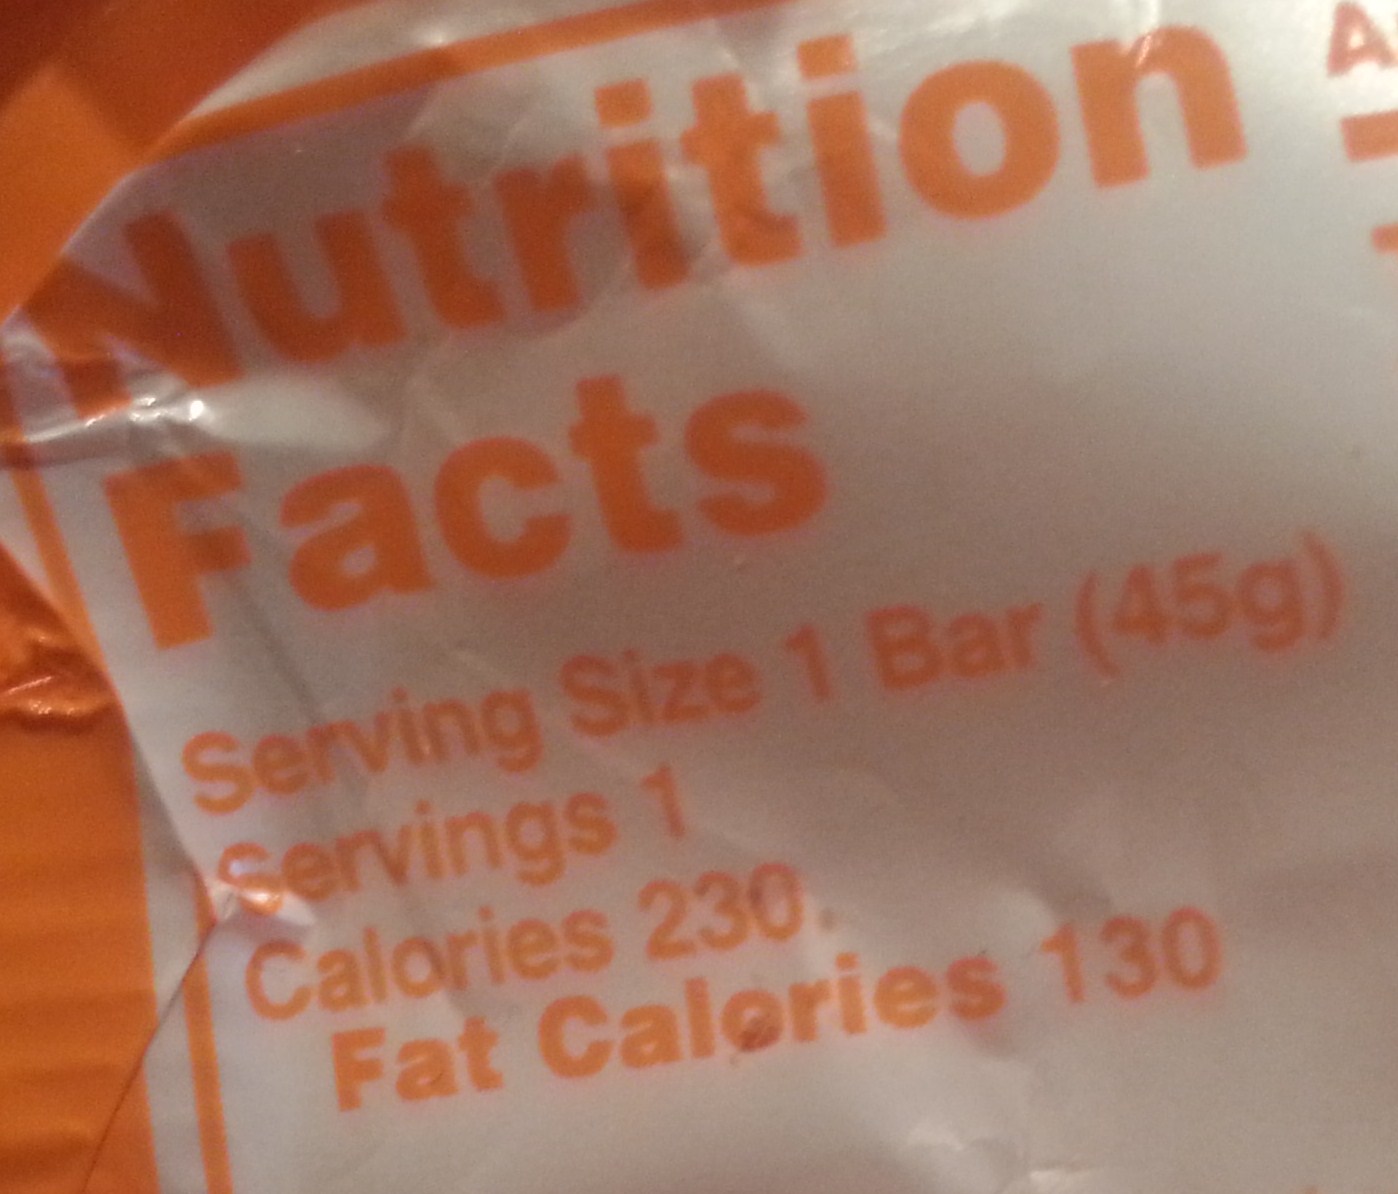 Nutrition
Facts
Serving Size 1 Bar (45g)
Servings 1
Calories 230
Fat Calories 130
A